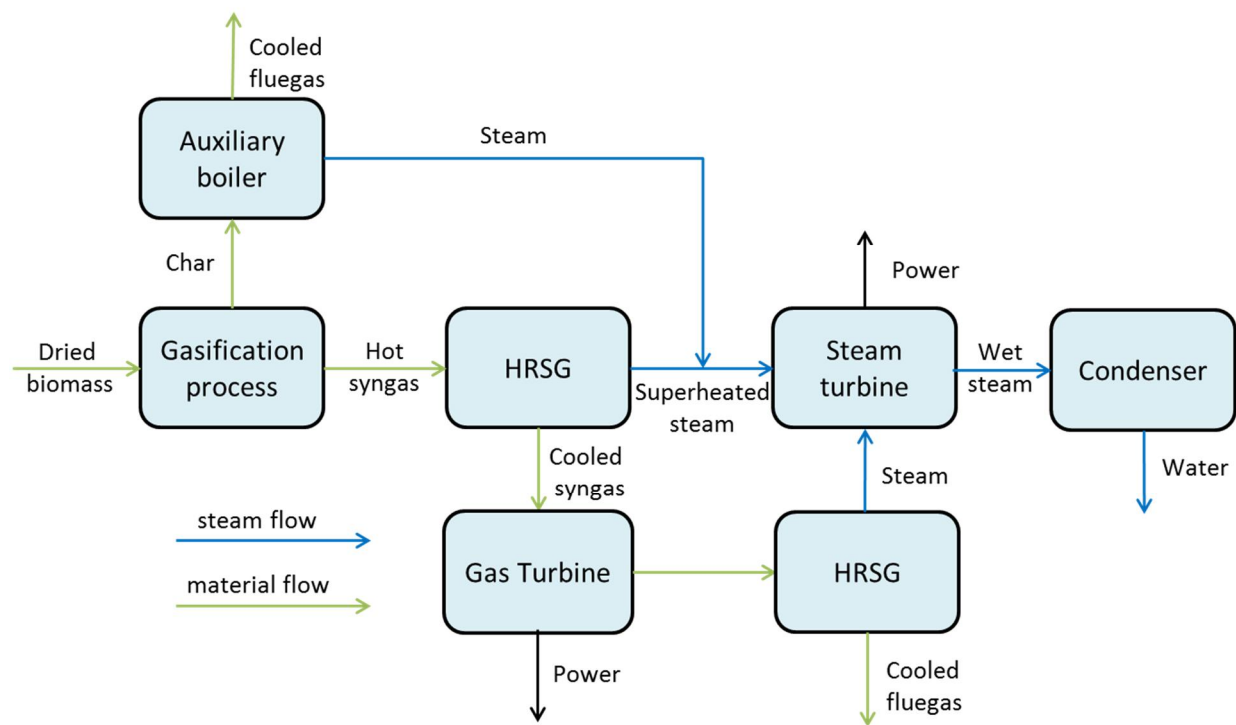 Cooled
fluegas
Auxiliary
boiler
Steam
Char
Power
Dried
biomass
Gasification
process
Hot
syngas
HRSG
Superheated
steam
Steam
turbine
Wet
steam
Condenser
Cooled
syngas
Steam
Water
steam flow
material flow
Gas Turbine
HRSG
Power
Cooled
fluegas